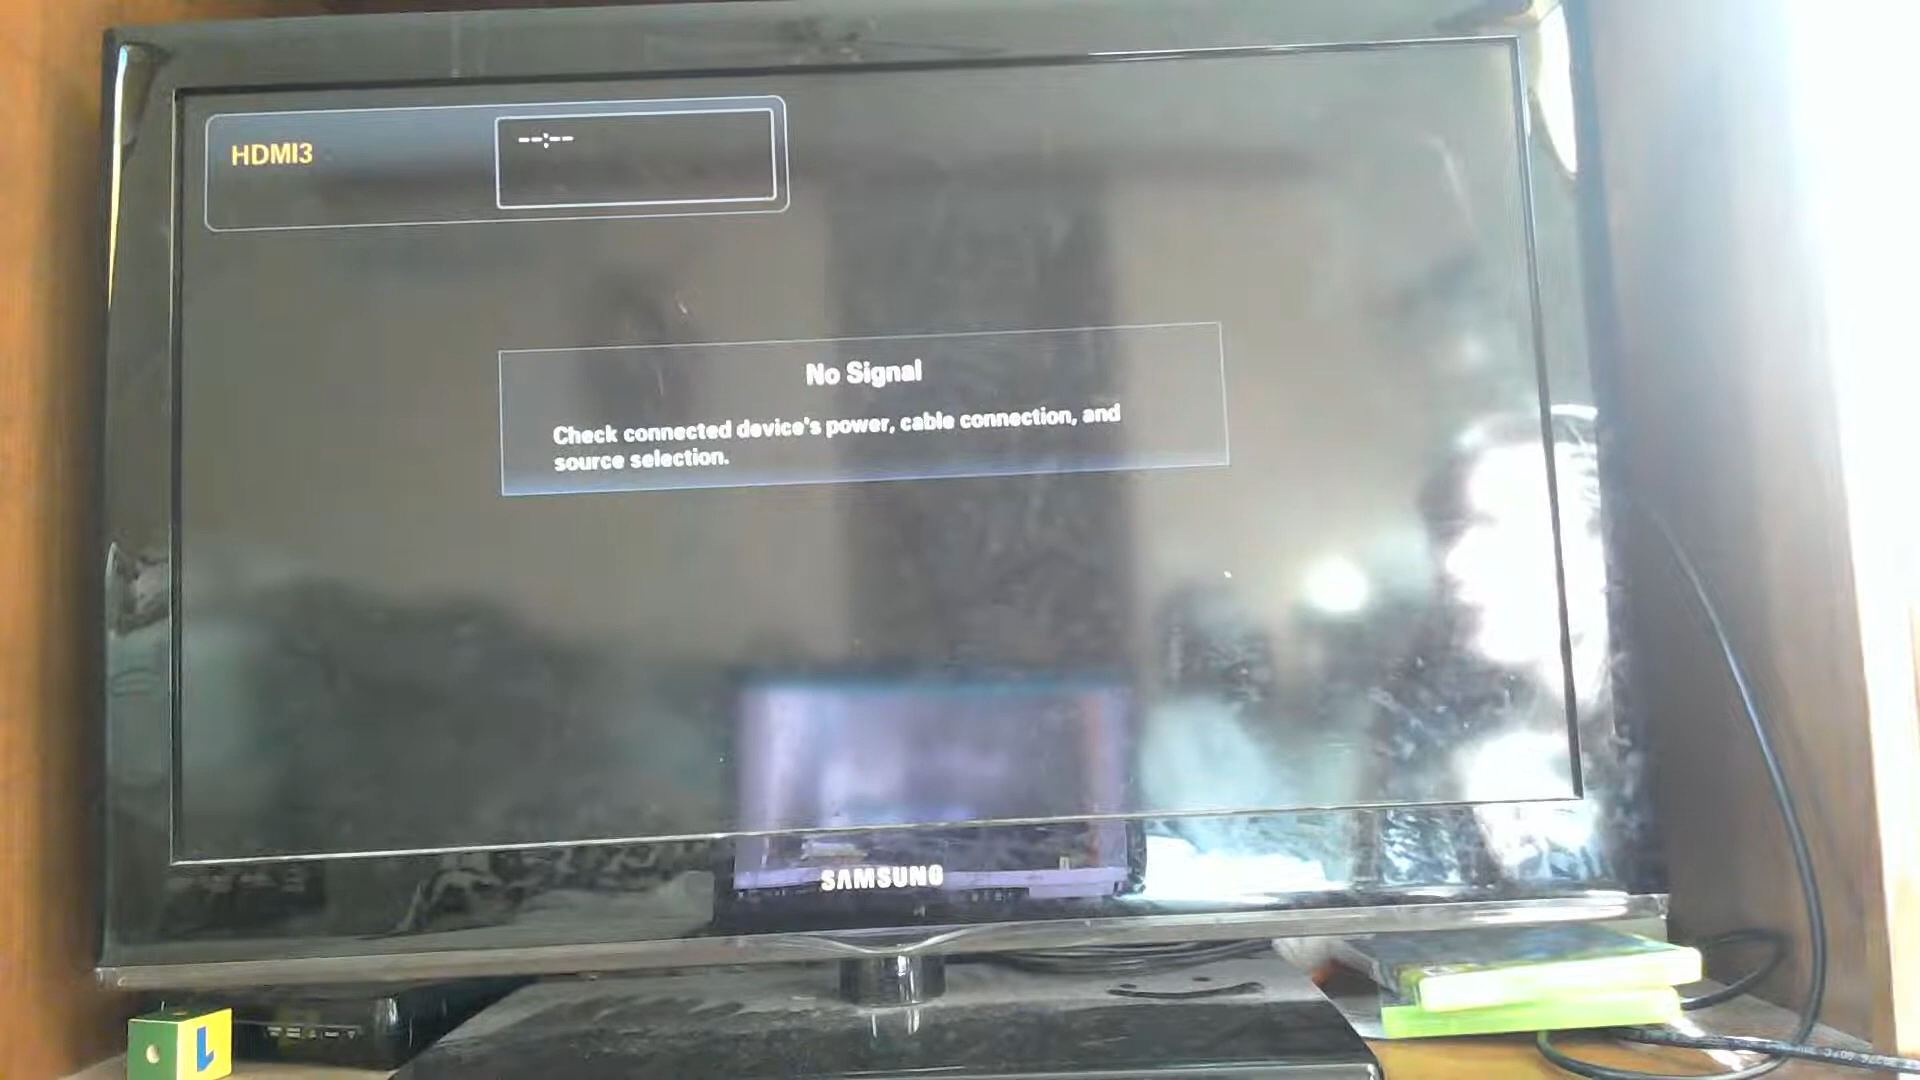 HDMI3
--:--
No Signal
Check connected device's power, cable connection, and
source selection.
SAMSUNG
L